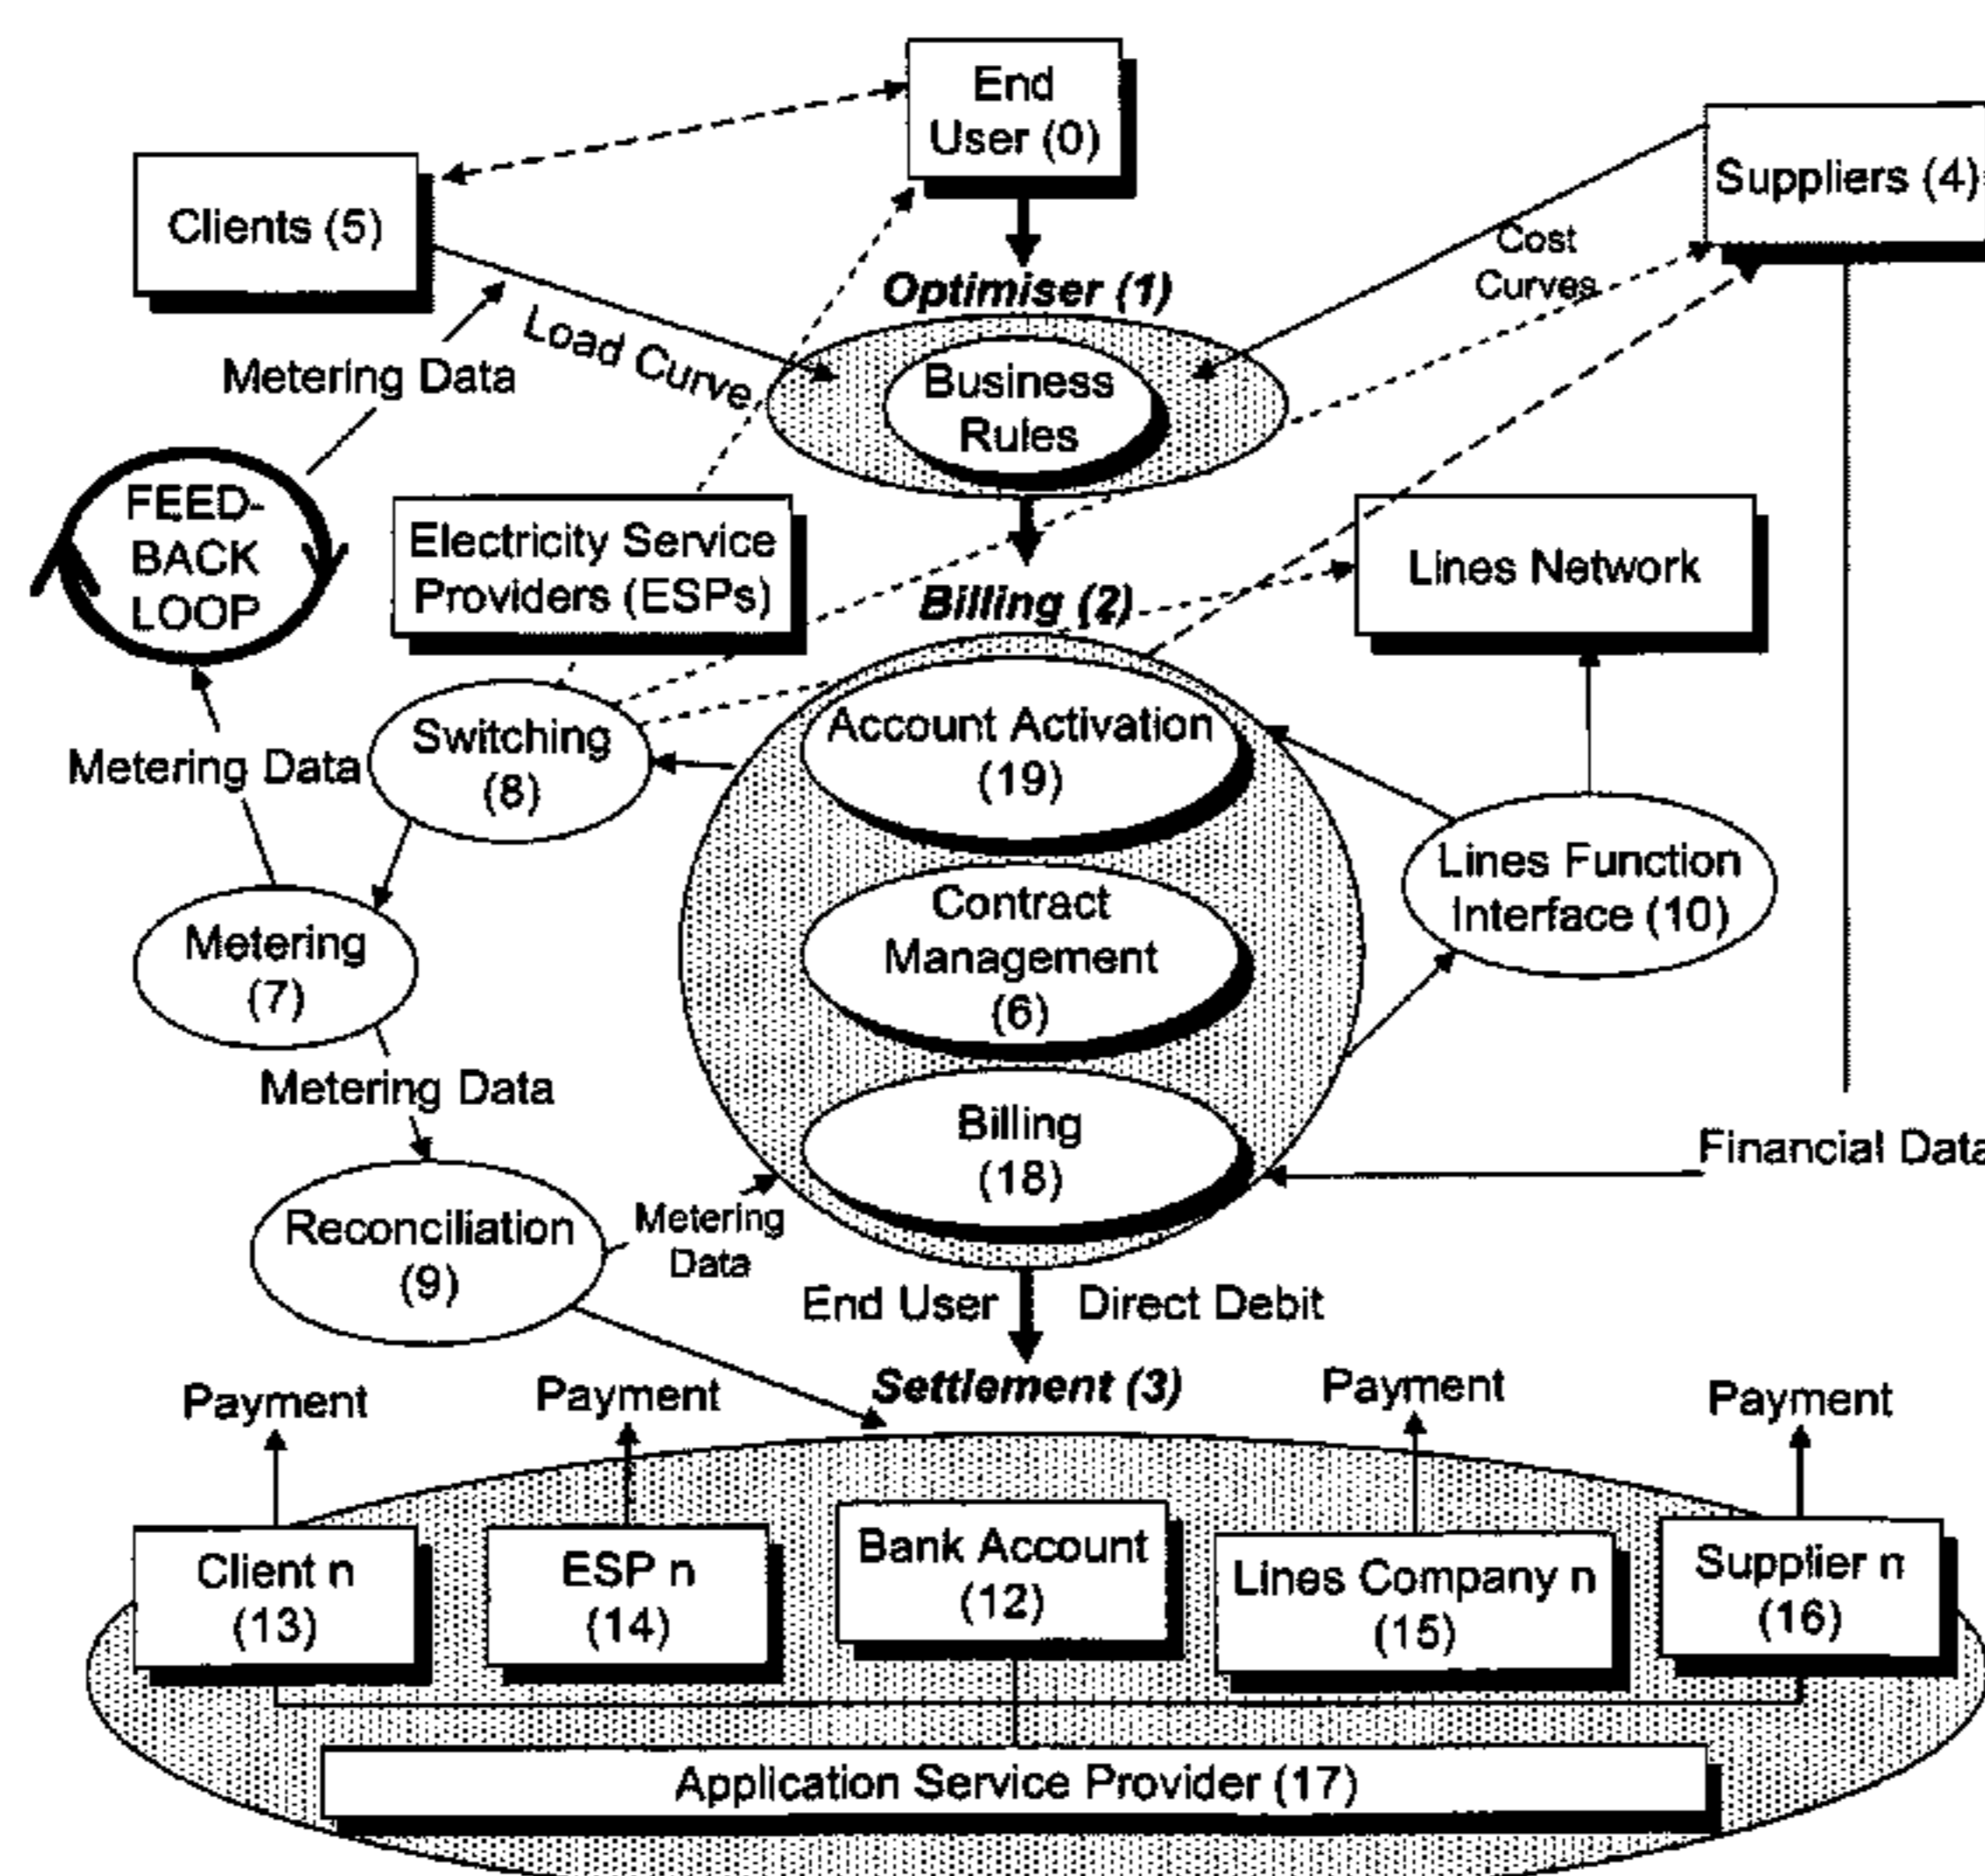 End
User (0)
Clients (5)
Suppliers (4)
Cost
Curves
Optimiser (1)
Load Curve
Metering Data
Business
Rules
FEED-
BACK
LOOP
Electricity Service
Providers (ESPs)
Lines Network
Billing (2)
Switching
(8)
Account Activation
(19)
Metering Data
Lines Function
Interface (10)
Contract
Management
(6)
Metering
(7)
Metering Data
Billing
(18)
Financial Data
Reconciliation
(9)
Metering
Data
End User
Direct Debit
Settlement (3)
Payment
Payment
Payment
Payment
Client n
(13)
ESP n
(14)
Bank Account
(12)
Lines Company n
(15)
Supplier n
(16)
Application Service Provider (17)